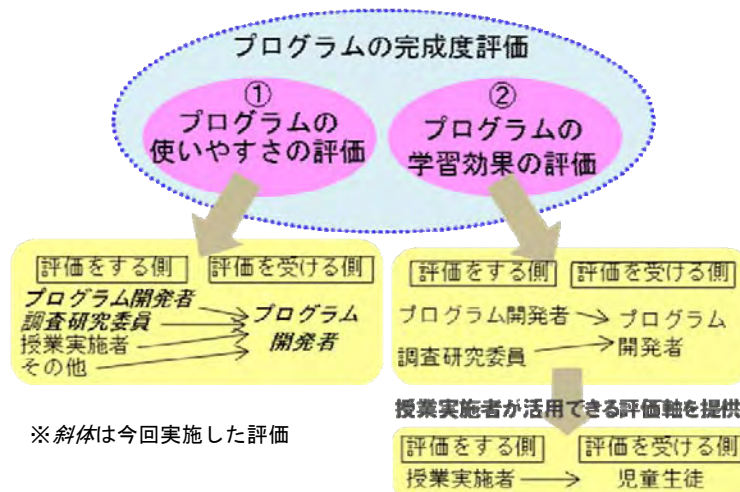 プログラムの完成度評価
①
プログラムの
使いやすさの評価
②
プログラムの
学習効果の評価
評価をする側 評価を受ける側
プログラム開発者
調査研究委員
授業実施者
その他
プログラム
開発者
評価をする側 評価を受ける側
プログラム開発者
調査研究委員
プログラム
開発者
授業実施者が活用できる評価軸を提供
評価をする側 評価を受ける側
授業実施者 児童生徒
※斜体は今回実施した評価